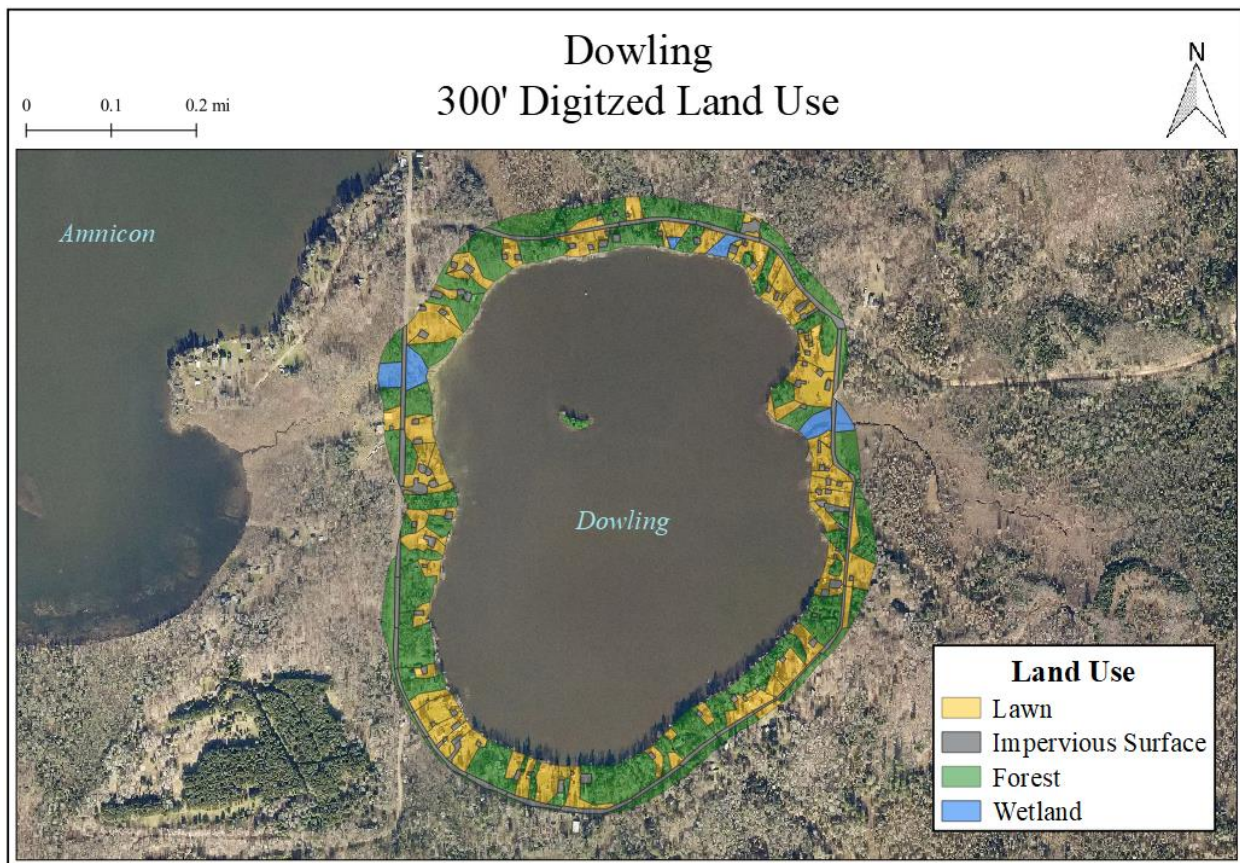 Dowling
300' Digitzed Land Use
N
0 0.1 0.2 mi
Amnicon
Dowling
Land Use
Lawn
Impervious Surface
Forest
Wetland